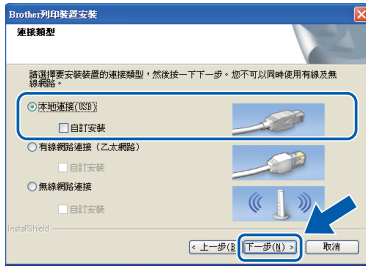 Brother列印裝置安裝
連接類型
請選擇要安裝裝置的連接類型，然後按一下下一步。您不可以同時使用有線及無
線網路。
本地連接(USB)
自訂安裝
有線網路連接（乙太網路）
自訂安裝
無線網路連接
自訂安裝
InstallShield
< 上一步(B 下一步(N) > 取消